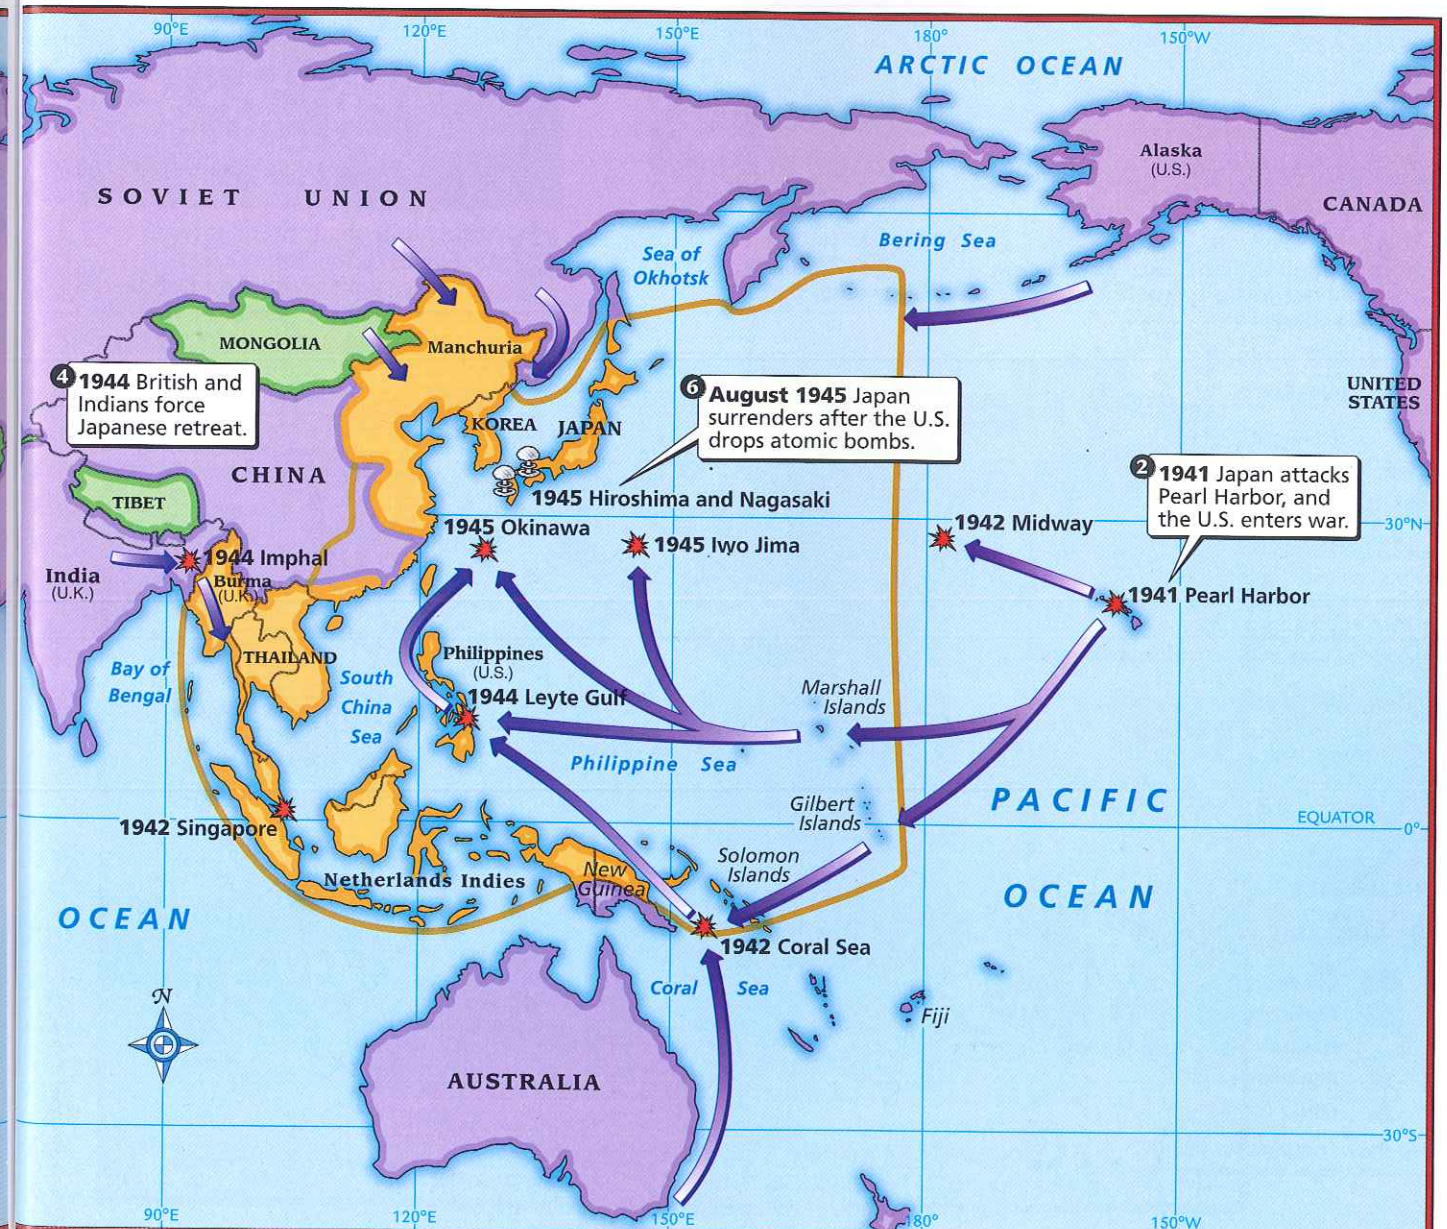 90°E
120°E
150°E
180°
150°W
ARCTIC OCEAN
Alaska
(U.S.)
CANADA
SOVIET UNION
Bering Sea
Sea of
Okhotsk
MONGOLIA
Manchuria
4 1944 British and
Indians force
Japanese retreat.
6 August 1945 Japan
surrenders after the U.S.
drops atomic bombs.
UNITED
STATES
KOREA
JAPAN
CHINA
TIBET
1945 Hiroshima and Nagasaki
2 1941 Japan attacks
Pearl Harbor, and
the U.S. enters war.
1945 Okinawa
1945 Iwo Jima
1942 Midway
30°N
1944 Imphal
India
(U.K.)
Burma
(U.K.)
1941 Pearl Harbor
THAILAND
Bay of
Bengal
South
China
Sea
Philippines
(U.S.)
1944 Leyte Gulf
Marshall
Islands
Philippine Sea
PACIFIC
Gilbert
Islands
EQUATOR
0°
1942 Singapore
Solomon
Islands
New
Guinea
Netherlands Indies
OCEAN
OCEAN
1942 Coral Sea
Coral Sea
N
Fiji
AUSTRALIA
30°S
90°E
120°E
150°E
180°
150°W